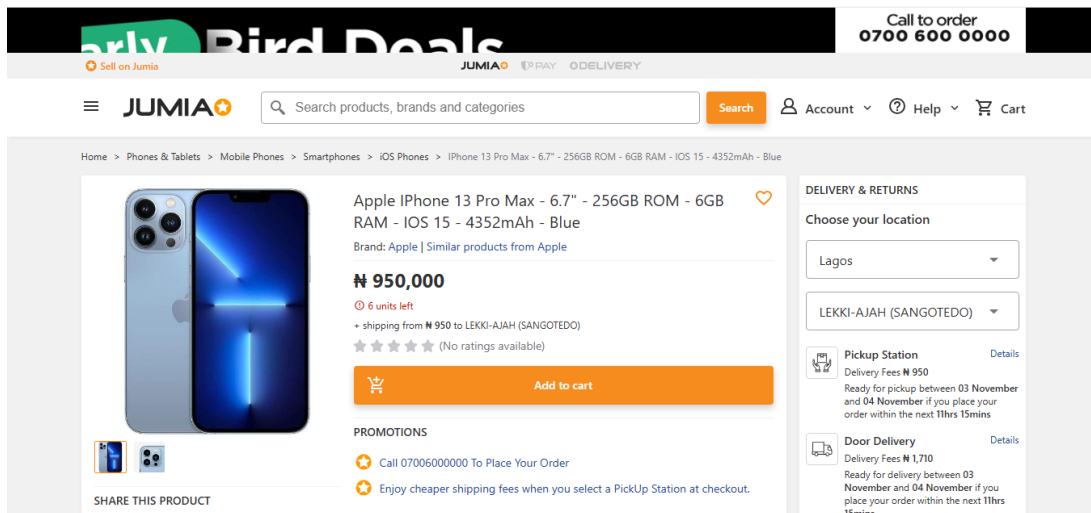 arly Bird Deals
Call to order
0700 600 0000
Sell on Jumia
JUMIA
PAY
DELIVERY
JUMIA
Search products, brands and categories
Search
Account
Help
Cart
Home > Phones & Tablets > Mobile Phones > Smartphones > iOS Phones > IPhone 13 Pro Max - 6.7" - 256GB ROM - 6GB RAM - IOS 15 - 4352mAh - Blue
Apple IPhone 13 Pro Max - 6.7" - 256GB ROM - 6GB
RAM - IOS 15 - 4352mAh - Blue
Brand: Apple | Similar products from Apple
₦ 950,000
6 units left
+ shipping from ₦ 950 to LEKKI-AJAH (SANGOTEDO)
(No ratings available)
Add to cart
PROMOTIONS
Call 07006000000 To Place Your Order
Enjoy cheaper shipping fees when you select a PickUp Station at checkout.
SHARE THIS PRODUCT
DELIVERY & RETURNS
Choose your location
Lagos
LEKKI-AJAH (SANGOTEDO)
Pickup Station
Details
Delivery Fees ₦ 950
Ready for pickup between 03 November
and 04 November if you place your
order within the next 11hrs 15mins
Door Delivery
Details
Delivery Fees ₦ 1,710
Ready for delivery between 03
November and 04 November if you
place your order within the next 11hrs
15mins